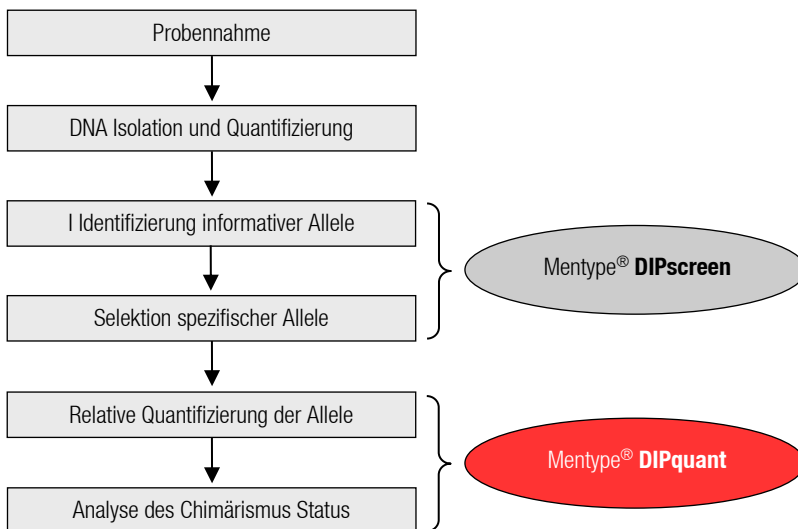 Probennahme
DNA Isolation und Quantifizierung
I Identifizierung informativer Allele
Mentype® DIPscreen
Selektion spezifischer Allele
Relative Quantifizierung der Allele
Mentype® DIPquant
Analyse des Chimärismus Status